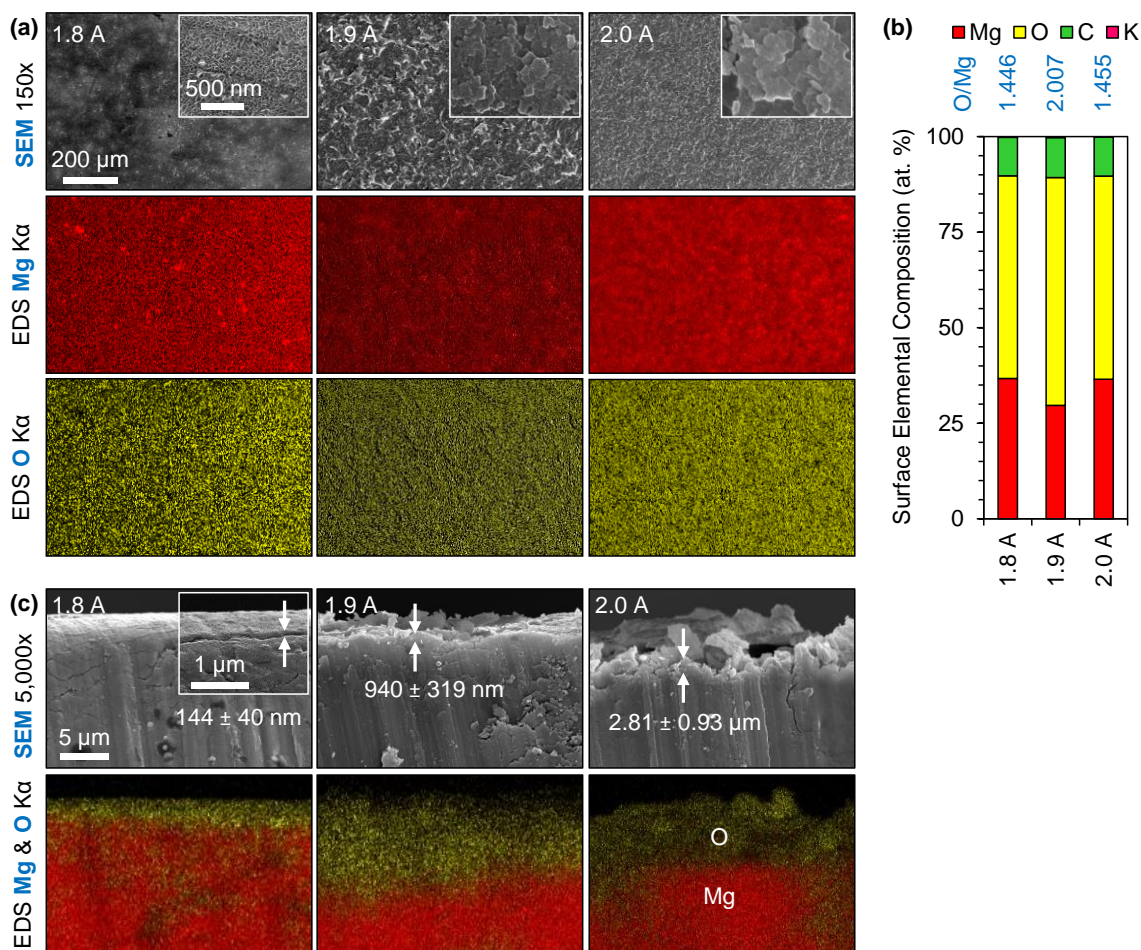 (a)
1.8 A
500 nm
200 µm
1.9 A
2.0 A
SEM 150x
EDS Mg Kα
EDS O Kα
(b)
Mg O C K
O/Mg
1.446
2.007
1.455
Surface Elemental Composition (at. %)
100
75
50
25
0
1.8 A
1.9 A
2.0 A
(c)
1.8 A
1 µm
144 ± 40 nm
5 µm
1.9 A
940 ± 319 nm
2.0 A
2.81 ± 0.93 µm
SEM 5,000x
EDS Mg & O Kα
O
Mg